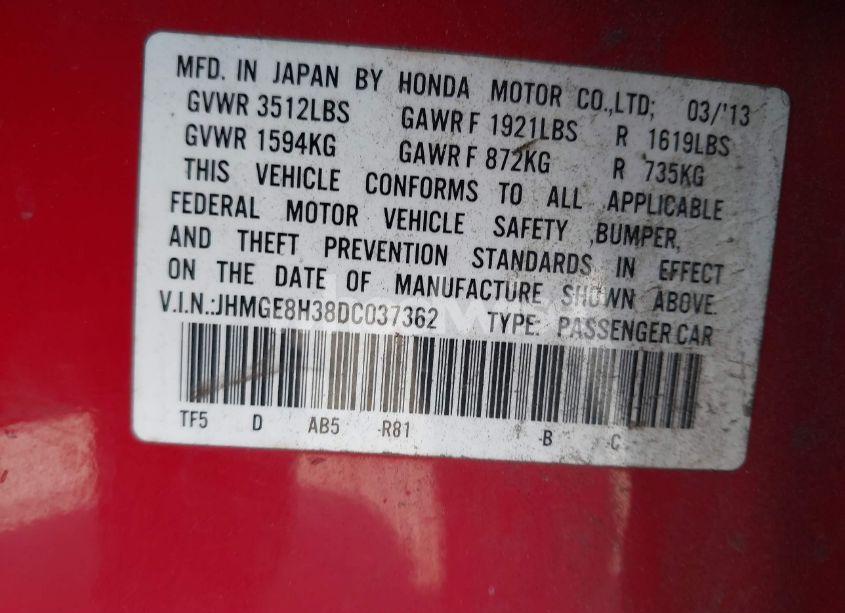 MFD. IN JAPAN BY HONDA MOTOR CO.,LTD; 03/'13
GVWR 3512LBS GAWR F 1921LBS R 1619LBS
GVWR 1594KG GAWR F 872KG R 735KG
THIS VEHICLE CONFORMS TO ALL APPLICABLE
FEDERAL MOTOR VEHICLE SAFETY ,BUMPER,
AND THEFT PREVENTION STANDARDS IN EFFECT
ON THE DATE OF MANUFACTURE SHOWN ABOVE.
V.I.N.:JHMGE8H38DC037362 TYPE: PASSENGER CAR
TF5 D AB5 -R81 -B -C